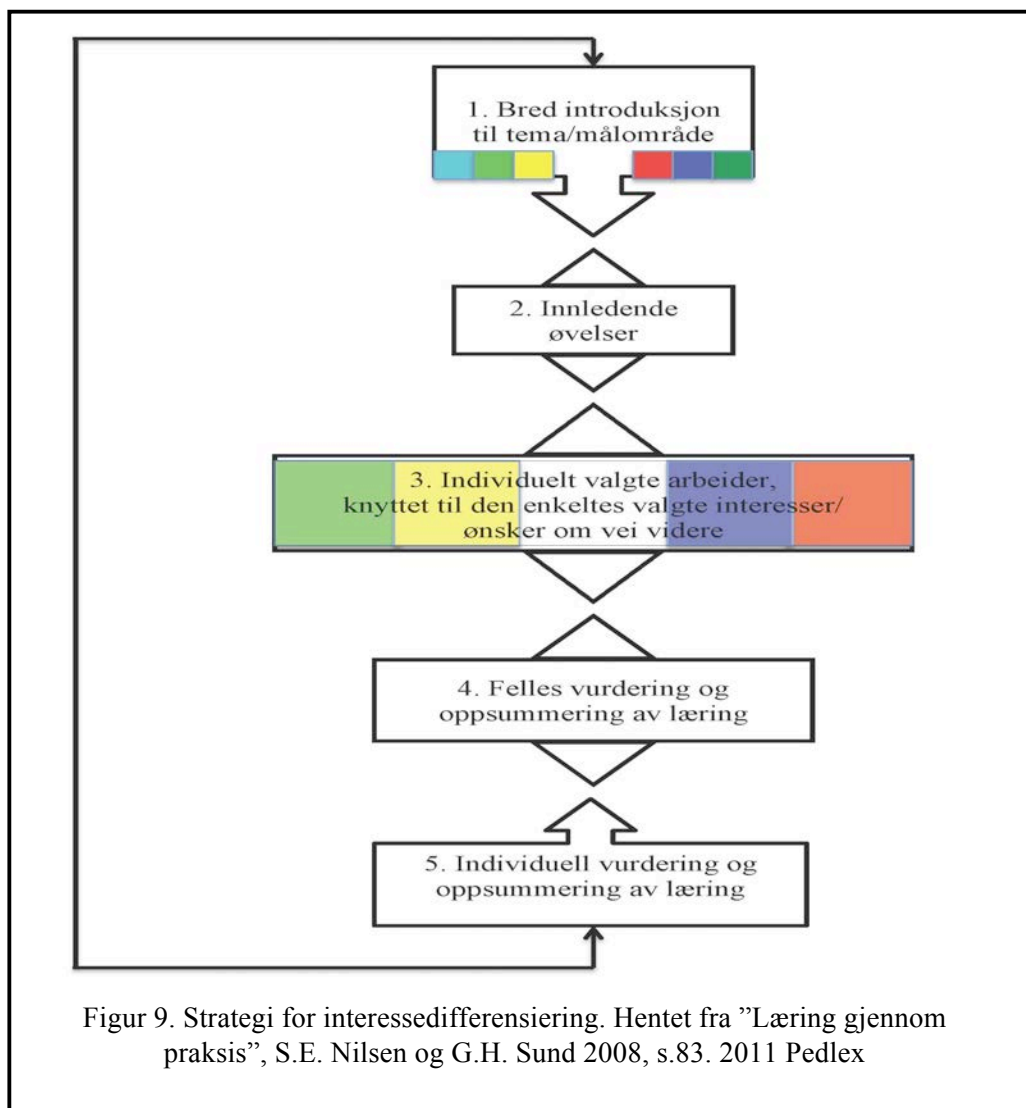 1. Bred introduksjon
til tema/målområde
2. Innledende
øvelser
3. Individuelt valgte arbeider,
knyttet til den enkeltes valgte interesser/
ønsker om vei videre
4. Felles vurdering og
oppsummering av læring
5. Individuell vurdering og
oppsummering av læring
Figur 9. Strategi for interessedifferensiering. Hentet fra ”Læring gjennom
praksis”, S.E. Nilsen og G.H. Sund 2008, s.83. 2011 Pedlex